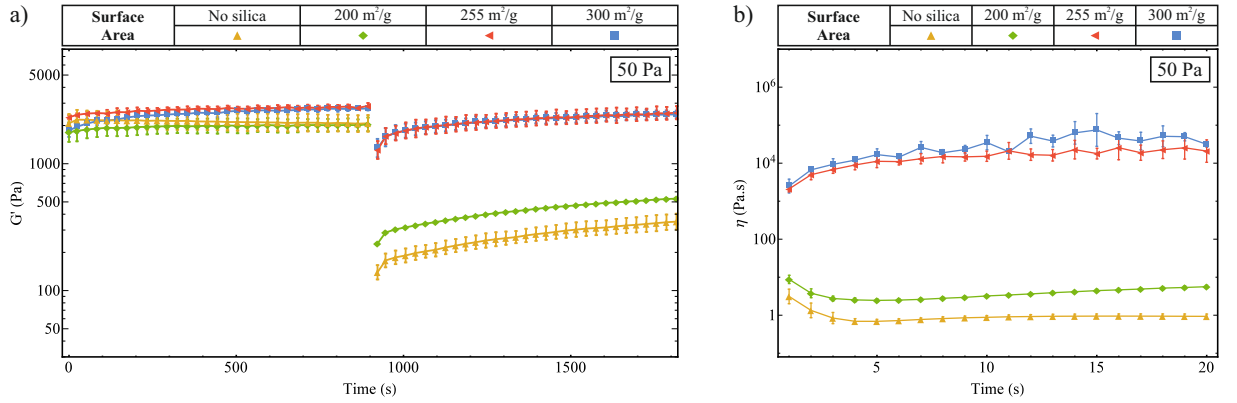 a)
Surface Area No silica 200 m²/g 255 m²/g 300 m²/g
50 Pa
G' (Pa)
5000
1000
500
100
50
0 500 1000 1500
Time (s)
b)
Surface Area No silica 200 m²/g 255 m²/g 300 m²/g
50 Pa
η (Pa.s)
10⁶
10⁴
100
1
5 10 15 20
Time (s)